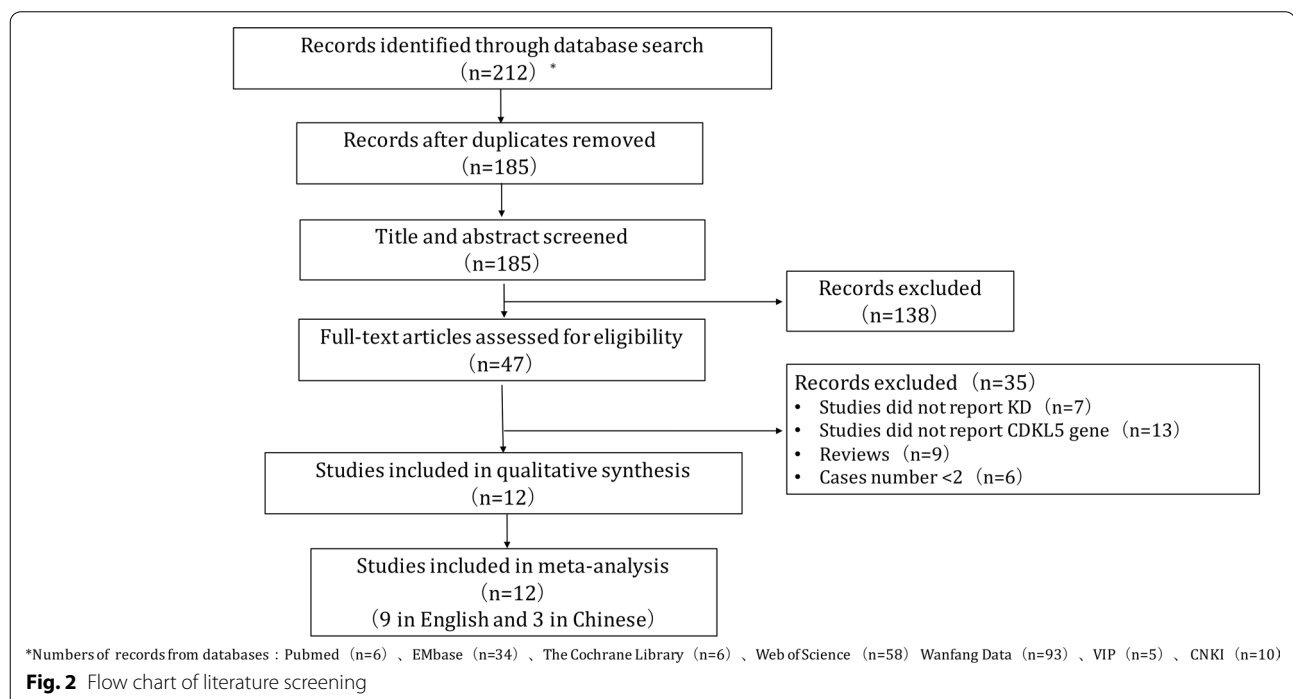 Records identified through database search
（n=212）*
Records after duplicates removed
（n=185）
Title and abstract screened
（n=185）
Records excluded
（n=138）
Full-text articles assessed for eligibility
（n=47）
Records excluded（n=35）
• Studies did not report KD（n=7）
• Studies did not report CDKL5 gene（n=13）
• Reviews（n=9）
• Cases number <2（n=6）
Studies included in qualitative synthesis
（n=12）
Studies included in meta-analysis
（n=12）
（9 in English and 3 in Chinese）
*Numbers of records from databases：Pubmed（n=6）、EMbase（n=34）、The Cochrane Library（n=6）、Web of Science（n=58）Wanfang Data（n=93）、VIP（n=5）、CNKI（n=10）
Fig. 2 Flow chart of literature screening